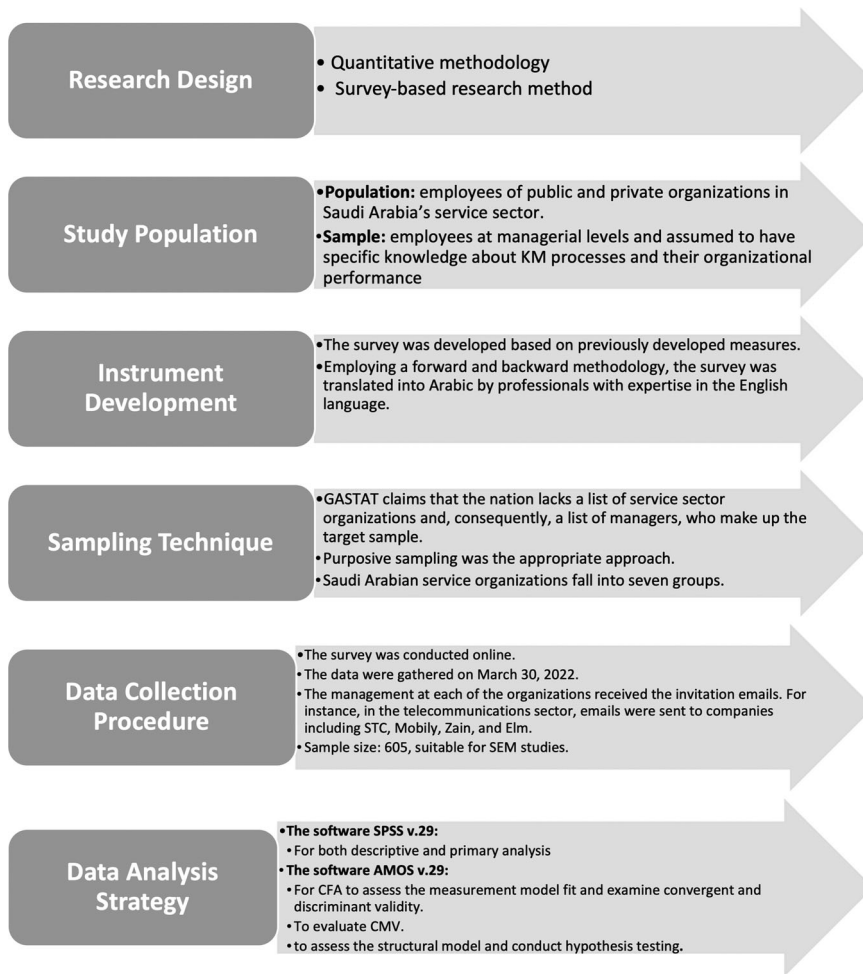 Research Design
• Quantitative methodology
• Survey-based research method
Study Population
•Population: employees of public and private organizations in
Saudi Arabia’s service sector.
•Sample: employees at managerial levels and assumed to have
specific knowledge about KM processes and their organizational
performance
Instrument
Development
•The survey was developed based on previously developed measures.
•Employing a forward and backward methodology, the survey was
translated into Arabic by professionals with expertise in the English
language.
Sampling Technique
•GASTAT claims that the nation lacks a list of service sector
organizations and, consequently, a list of managers, who make up the
target sample.
•Purposive sampling was the appropriate approach.
•Saudi Arabian service organizations fall into seven groups.
Data Collection
Procedure
•The survey was conducted online.
•The data were gathered on March 30, 2022.
•The management at each of the organizations received the invitation emails. For
instance, in the telecommunications sector, emails were sent to companies
including STC, Mobily, Zain, and Elm.
•Sample size: 605, suitable for SEM studies.
Data Analysis
Strategy
•The software SPSS v.29:
•For both descriptive and primary analysis
•The software AMOS v.29:
•For CFA to assess the measurement model fit and examine convergent and
discriminant validity.
•To evaluate CMV.
•to assess the structural model and conduct hypothesis testing.